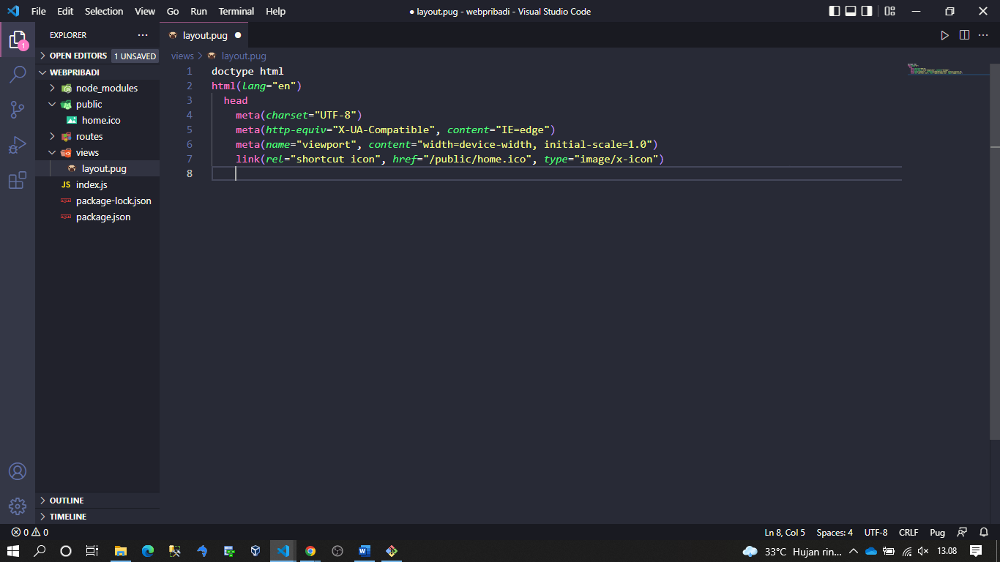 File Edit Selection View Go Run Terminal Help
● layout.pug - webpribadi - Visual Studio Code
EXPLORER
OPEN EDITORS 1 UNSAVED
WEBPRIBADI
node_modules
public
home.ico
routes
views
layout.pug
JS index.js
package-lock.json
package.json
OUTLINE
TIMELINE
1
layout.pug ●
views > layout.pug
1 doctype html
2 html(lang="en")
3 head
4 meta(charset="UTF-8")
5 meta(http-equiv="X-UA-Compatible", content="IE=edge")
6 meta(name="viewport", content="width=device-width, initial-scale=1.0")
7 link(rel="shortcut icon", href="/public/home.ico", type="image/x-icon")
8
0 0
Ln 8, Col 5 Spaces: 4 UTF-8 CRLF Pug
33°C Hujan rin... 13.08